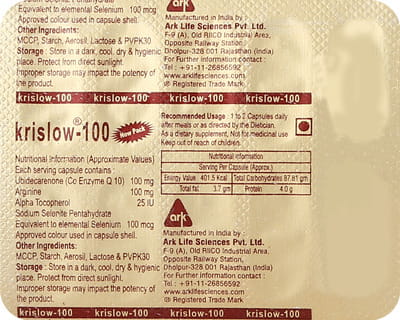 Sodium Selenite Pentahydrate
Equivalent to elemental Selenium 100 mcg
Approved colour used in capsule shell.
Other Ingredients:
MCCP, Starch, Aerosil, Lactose & PVPK30
Storage : Store in a dark, cool, dry & hygienic
place. Protect from direct sunlight.
Improper storage may impact the potency of
the product.
ark
Manufactured in India by :
Ark Life Sciences Pvt. Ltd.
F-9 (A), Old RIICO Industrial Area,
Opposite Railway Station,
Dholpur-328 001 Rajasthan (India)
For Further information contact :
Tel : +91-11-26856592
www.arklifesciences.com
® Registered Trade Mark
krislow-100 krislow-100 krislow-100 krislow-100
krislow®-100
New Pack
Nutritional Information (Approximate Values)
Each serving capsule contains :
Ubidecarenone (Co Enzyme Q 10) 100 mg
Arginine 100 mg
Alpha Tocopherol 25 IU
Sodium Selenite Pentahydrate
Equivalent to elemental Selenium 100 mcg
Approved colour used in capsule shell.
Other Ingredients:
MCCP, Starch, Aerosil, Lactose & PVPK30
Storage : Store in a dark, cool, dry & hygienic
place. Protect from direct sunlight.
Improper storage may impact the potency of
the product.
Recommended Usage : 1 to 2 Capsules daily
after meals or as directed by the Dietician.
As a dietary supplement, Not for medicinal use
Keep out of reach of children.
Nutritional Information
Serving Per Capsule (Approx.)
Energy Value 401.5 Kcal Total Carbohydrates 87.81 gm
Total fat 3.7 gm Protein 4.0 g
ark
Manufactured in India by :
Ark Life Sciences Pvt. Ltd.
F-9 (A), Old RIICO Industrial Area,
Opposite Railway Station,
Dholpur-328 001 Rajasthan (India)
For Further information contact :
Tel : +91-11-26856592
www.arklifesciences.com
® Registered Trade Mark
krislow-100 krislow-100 krislow-100 krislow-100